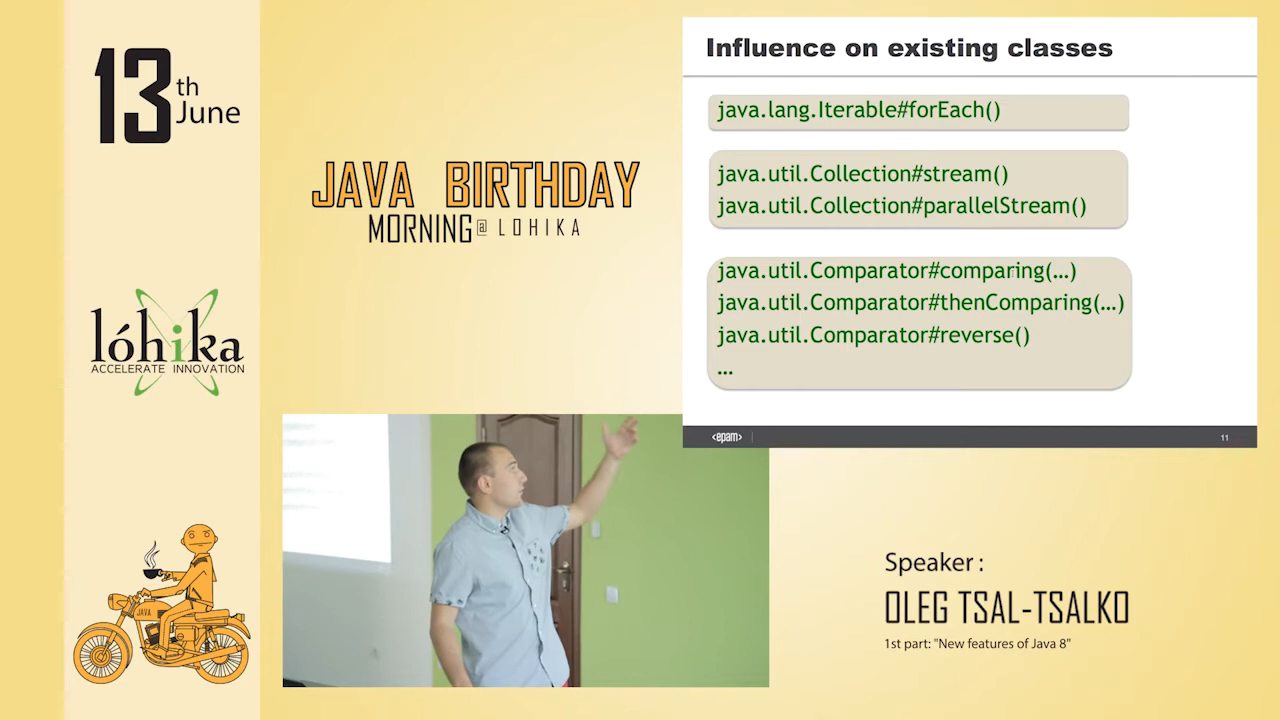 13th
June
JAVA BIRTHDAY
MORNING @ LOHIKA
lóhika
ACCELERATE INNOVATION
JAVA
Influence on existing classes
java.lang.Iterable#forEach()
java.util.Collection#stream()
java.util.Collection#parallelStream()
java.util.Comparator#comparing(…)
java.util.Comparator#thenComparing(…)
java.util.Comparator#reverse()
…
<epam>
11
Speaker :
OLEG TSAL-TSALKO
1st part: "New features of Java 8"